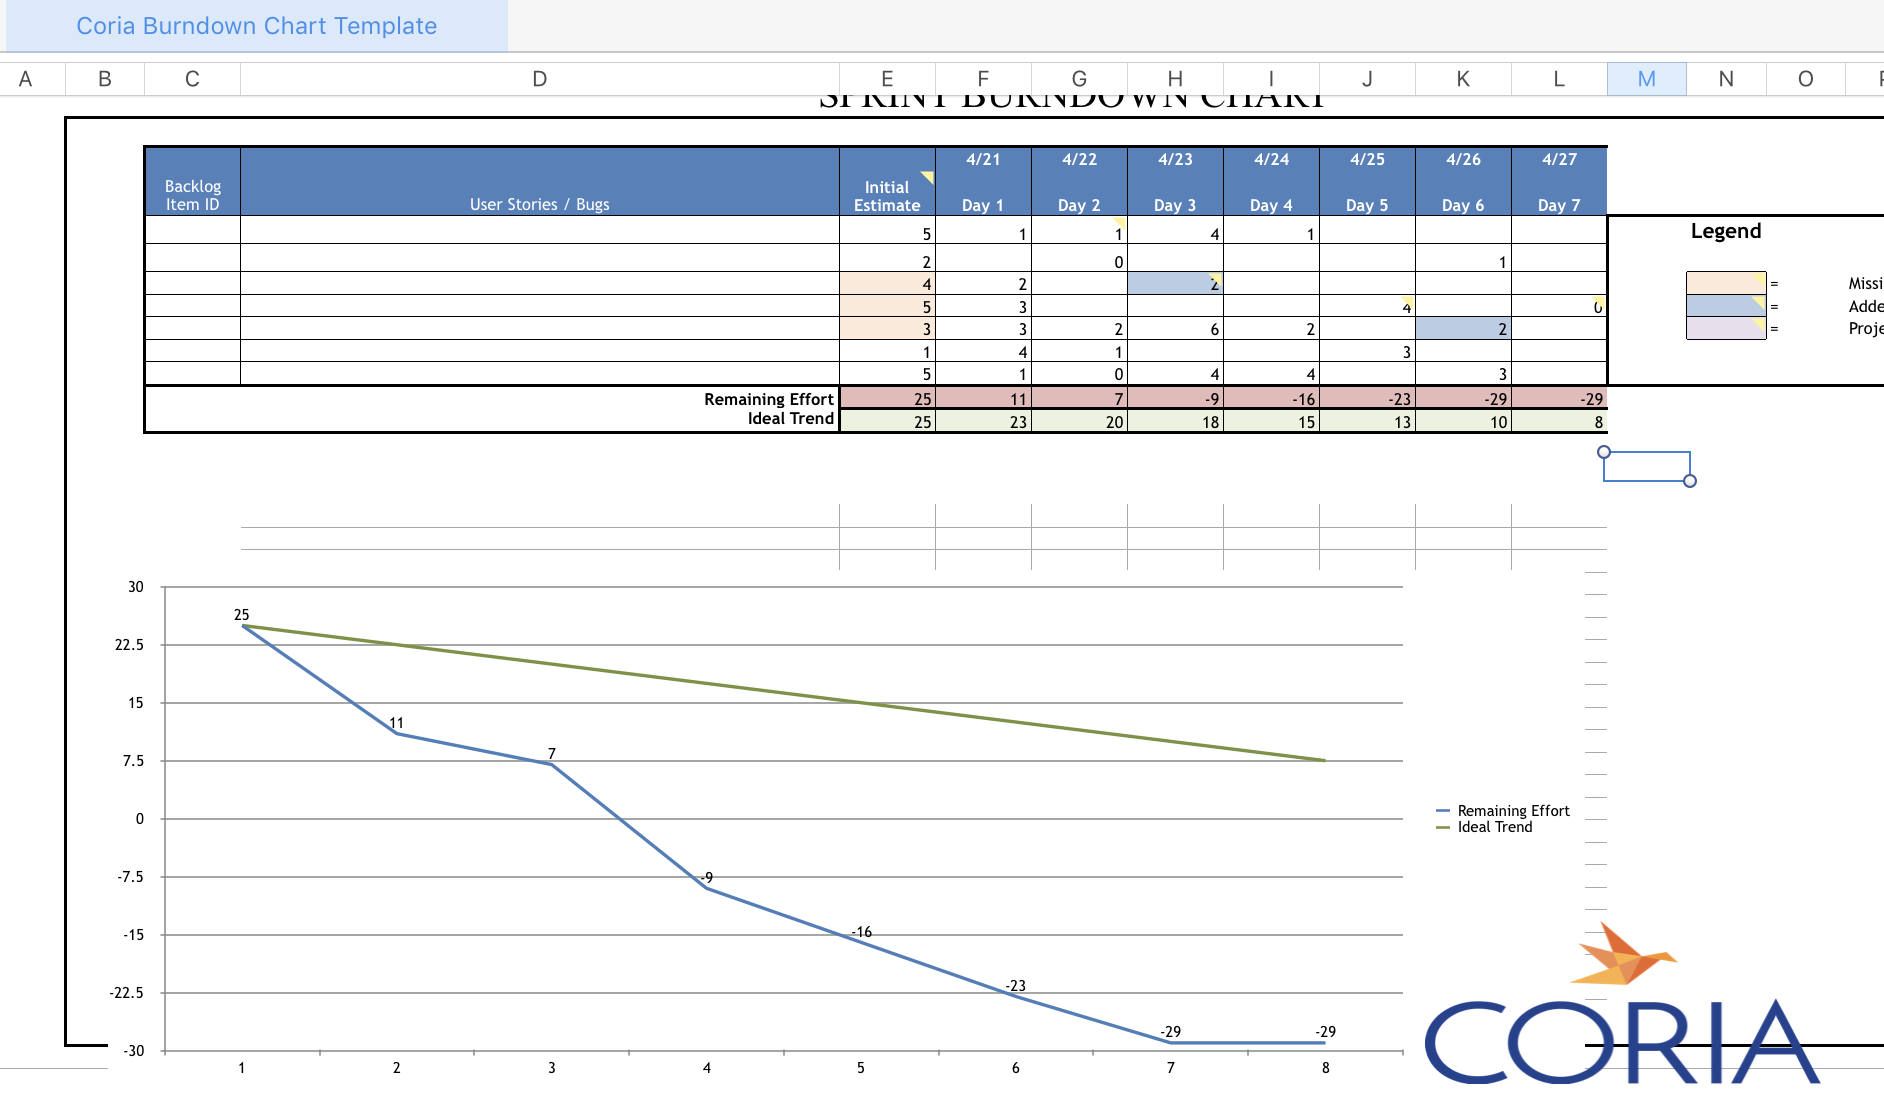 Coria Burndown Chart Template
A B C D E F G H I J K L M N O
SPRINT BURNDOWN CHART
4/21 4/22 4/23 4/24 4/25 4/26 4/27
Backlog Item ID User Stories / Bugs Initial Estimate Day 1 Day 2 Day 3 Day 4 Day 5 Day 6 Day 7
5 1 1 4 1
2 0 1
4 2 2
5 3 4 0
3 3 2 6 2 2
1 4 1 3
5 1 0 4 4 3
Remaining Effort 25 11 7 -9 -16 -23 -29 -29
Ideal Trend 25 23 20 18 15 13 10 8
Legend
= Missi
= Adde
= Proje
30
22.5
15
7.5
0
-7.5
-15
-22.5
-30
25
11
7
-9
-16
-23
-29
-29
1 2 3 4 5 6 7 8
Remaining Effort
Ideal Trend
CORIA